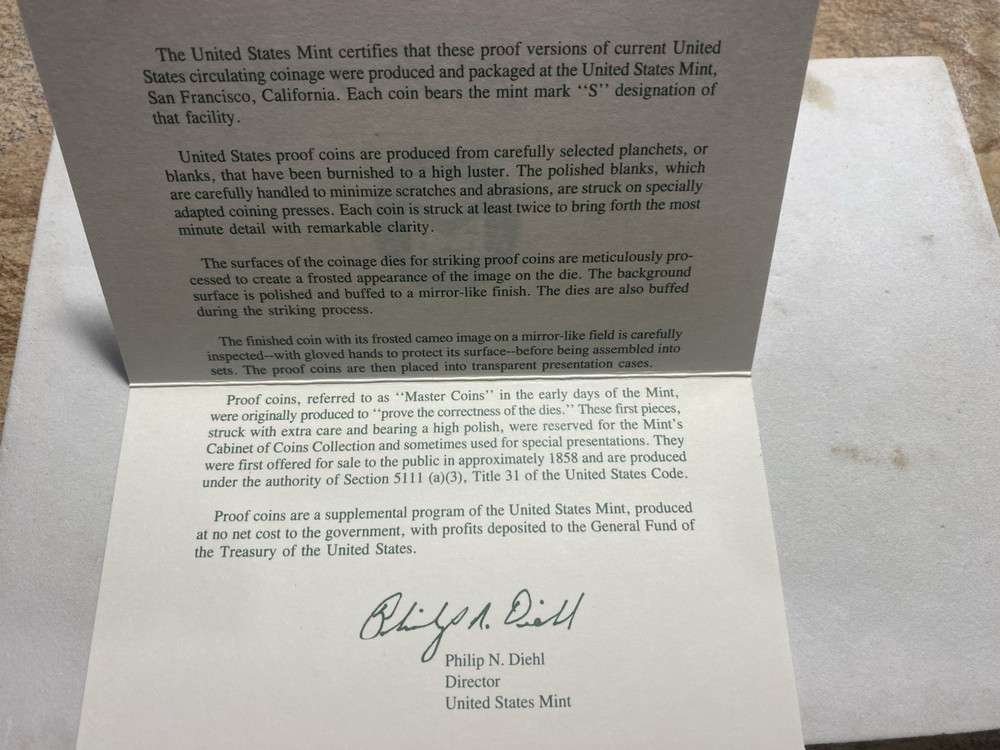 The United States Mint certifies that these proof versions of current United
States circulating coinage were produced and packaged at the United States Mint,
San Francisco, California. Each coin bears the mint mark ‘‘S’’ designation of
that facility.
United States proof coins are produced from carefully selected planchets, or
blanks, that have been burnished to a high luster. The polished blanks, which
are carefully handled to minimize scratches and abrasions, are struck on specially
adapted coining presses. Each coin is struck at least twice to bring forth the most
minute detail with remarkable clarity.
The surfaces of the coinage dies for striking proof coins are meticulously pro-
cessed to create a frosted appearance of the image on the die. The background
surface is polished and buffed to a mirror-like finish. The dies are also buffed
during the striking process.
The finished coin with its frosted cameo image on a mirror-like field is carefully
inspected--with gloved hands to protect its surface--before being assembled into
sets. The proof coins are then placed into transparent presentation cases.
Proof coins, referred to as ‘‘Master Coins’’ in the early days of the Mint,
were originally produced to ‘‘prove the correctness of the dies.’’ These first pieces,
struck with extra care and bearing a high polish, were reserved for the Mint’s
Cabinet of Coins Collection and sometimes used for special presentations. They
were first offered for sale to the public in approximately 1858 and are produced
under the authority of Section 5111 (a)(3), Title 31 of the United States Code.
Proof coins are a supplemental program of the United States Mint, produced
at no net cost to the government, with profits deposited to the General Fund of
the Treasury of the United States.
Philip N. Diehl
Philip N. Diehl
Director
United States Mint